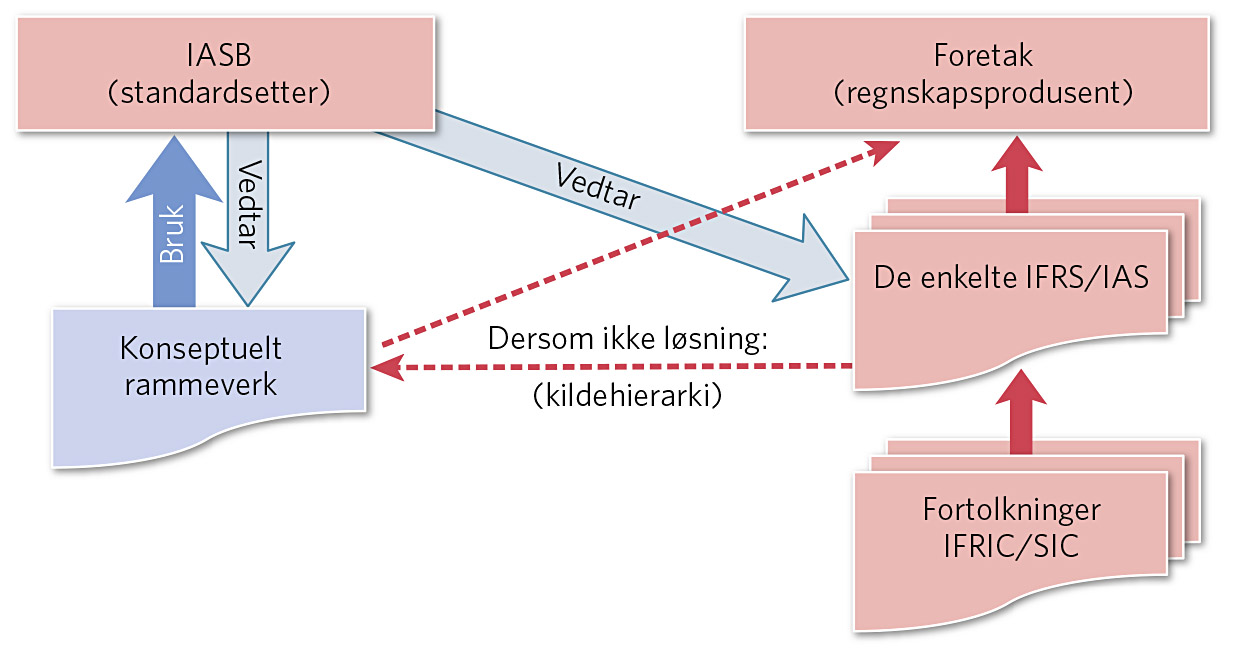 IASB
(standardsetter)
Foretak
(regnskapsprodusent)
Bruk
Vedtar
Vedtar
De enkelte IFRS/IAS
Konseptuelt
rammeverk
Dersom ikke løsning:
(kildehierarki)
Fortolkninger
IFRIC/SIC